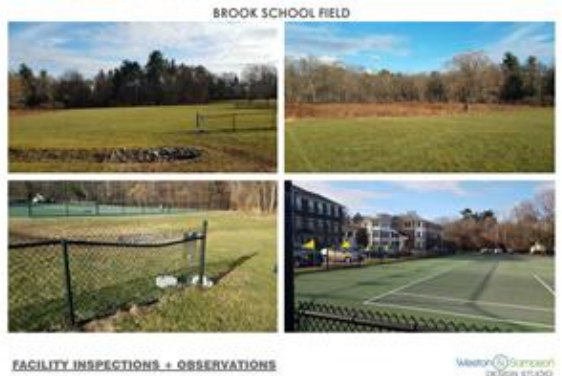 BROOK SCHOOL FIELD
FACILITY INSPECTIONS + OBSERVATIONS
Weston & Sampson
DESIGN STUDIO